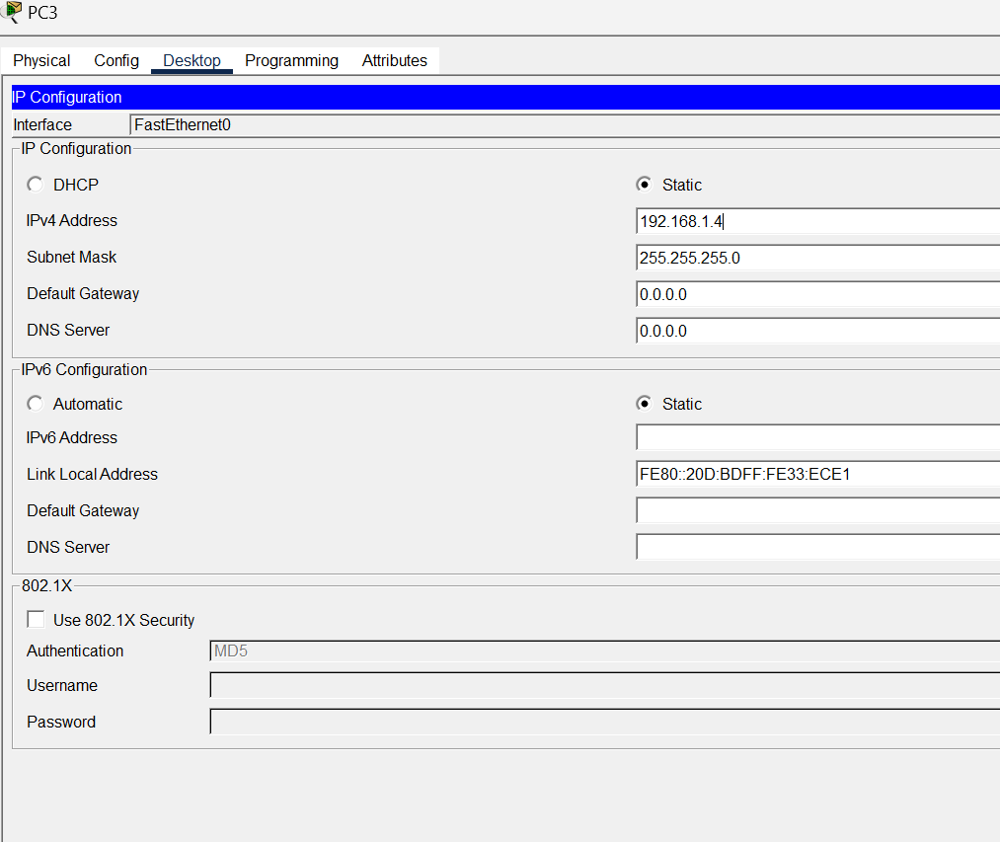 PC3
Physical Config Desktop Programming Attributes
IP Configuration
Interface FastEthernet0
IP Configuration
DHCP Static
IPv4 Address 192.168.1.4
Subnet Mask 255.255.255.0
Default Gateway 0.0.0.0
DNS Server 0.0.0.0
IPv6 Configuration
Automatic Static
IPv6 Address
Link Local Address FE80::20D:BDFF:FE33:ECE1
Default Gateway
DNS Server
802.1X
Use 802.1X Security
Authentication MD5
Username
Password